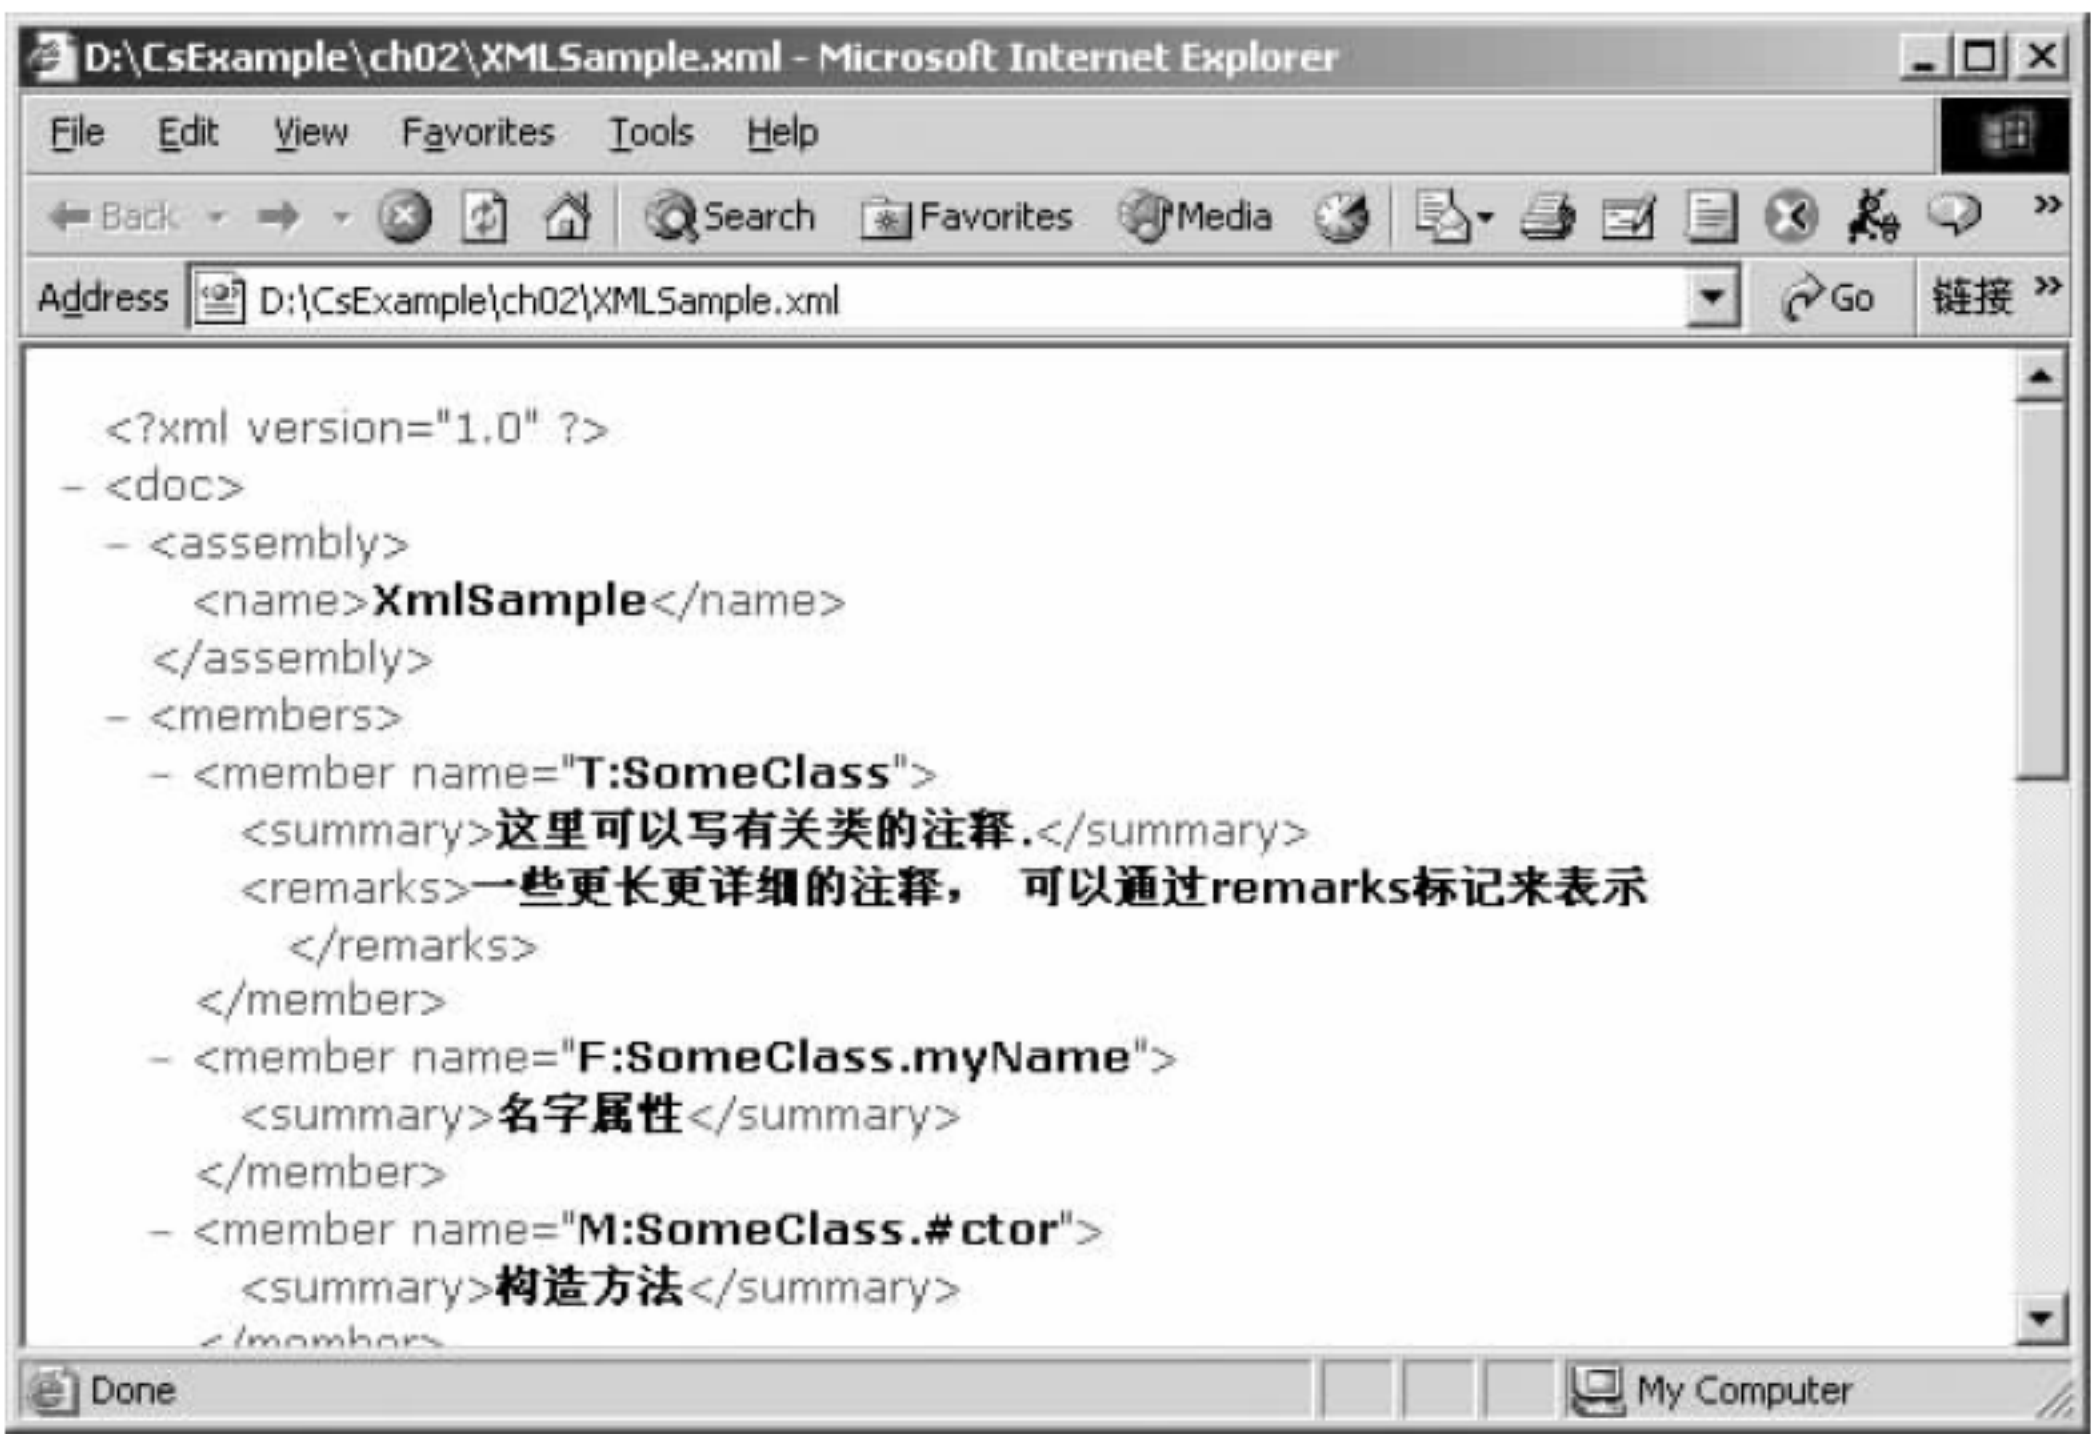 D:\CsExample\ch02\XMLSample.xml - Microsoft Internet Explorer
File Edit View Favorites Tools Help
Back Search Favorites Media »
Address D:\CsExample\ch02\XMLSample.xml Go 链接 »
<?xml version="1.0" ?>
- <doc>
- <assembly>
<name>XmlSample</name>
</assembly>
- <members>
- <member name="T:SomeClass">
<summary>这里可以写有关类的注释.</summary>
<remarks>一些更长更详细的注释， 可以通过remarks标记来表示
</remarks>
</member>
- <member name="F:SomeClass.myName">
<summary>名字属性</summary>
</member>
- <member name="M:SomeClass.#ctor">
<summary>构造方法</summary>
</member>
Done My Computer